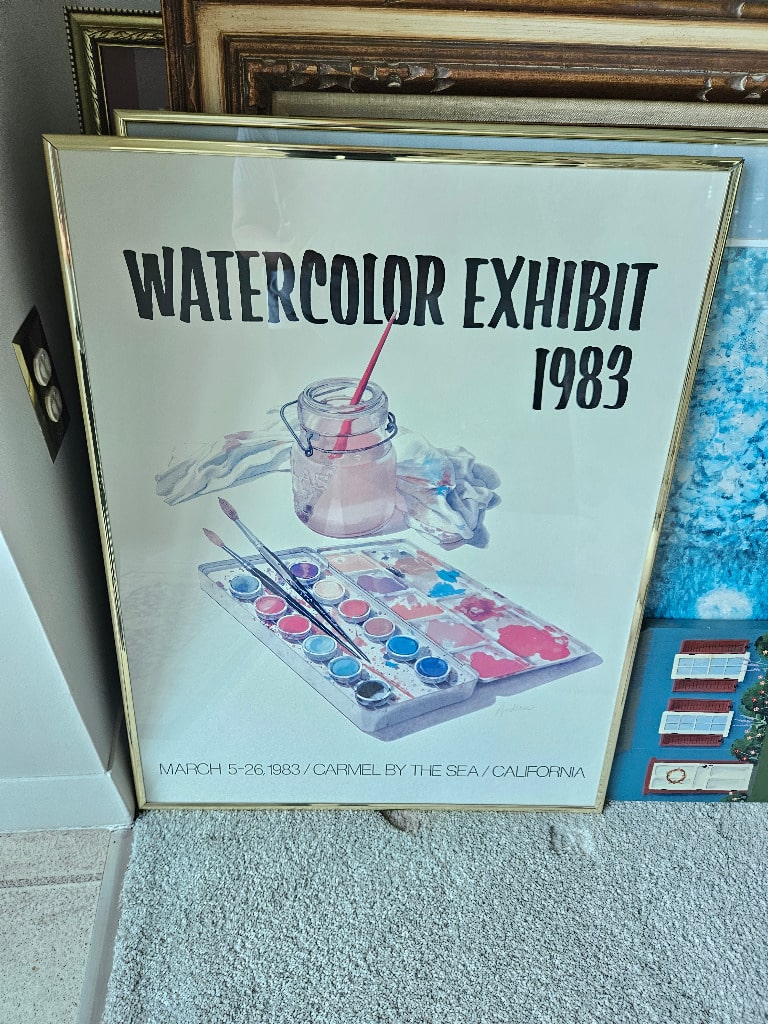 WATERCOLOR EXHIBIT
1983
MARCH 5-26, 1983 / CARMEL BY THE SEA / CALIFORNIA